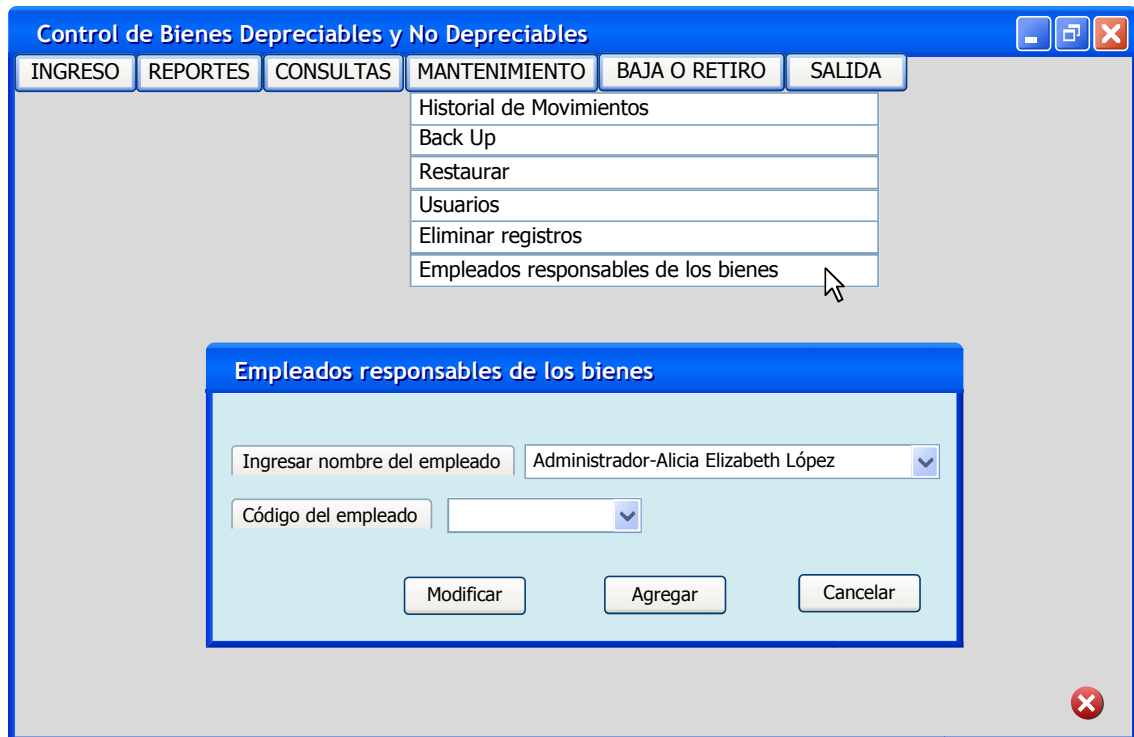 Control de Bienes Depreciables y No Depreciables
INGRESO REPORTES CONSULTAS MANTENIMIENTO BAJA O RETIRO SALIDA
Historial de Movimientos
Back Up
Restaurar
Usuarios
Eliminar registros
Empleados responsables de los bienes
Empleados responsables de los bienes
Ingresar nombre del empleado Administrador-Alicia Elizabeth López
Código del empleado
Modificar Agregar Cancelar